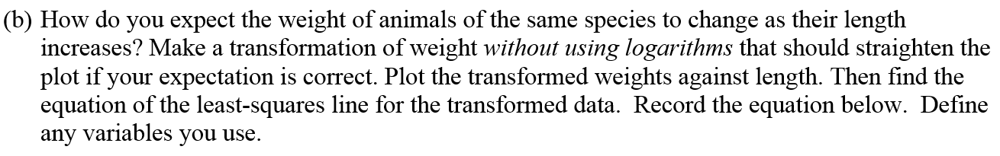 (b) How do you expect the weight of animals of the same species to change as their length
increases? Make a transformation of weight without using logarithms that should straighten the
plot if your expectation is correct. Plot the transformed weights against length. Then find the
equation of the least-squares line for the transformed data. Record the equation below. Define
any variables you use.